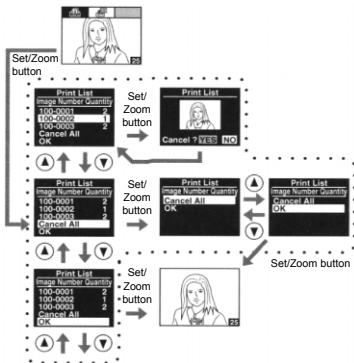 25
Set/Zoom
button
Print List
Image Number Quantity
100-0001 2
100-0002 1
100-0003 2
Cancel All
OK
Set/
Zoom
button
Print List
Cancel ? YES NO
Print List
Image Number Quantity
100-0001 2
100-0002 1
100-0003 2
Cancel All
OK
Set/
Zoom
button
Print List
Image Number Quantity
Cancel All
OK
Print List
Image Number Quantity
Cancel All
OK
Set/Zoom button
Print List
Image Number Quantity
100-0001 2
100-0002 1
100-0003 2
Cancel All
OK
Set/
Zoom
button
25